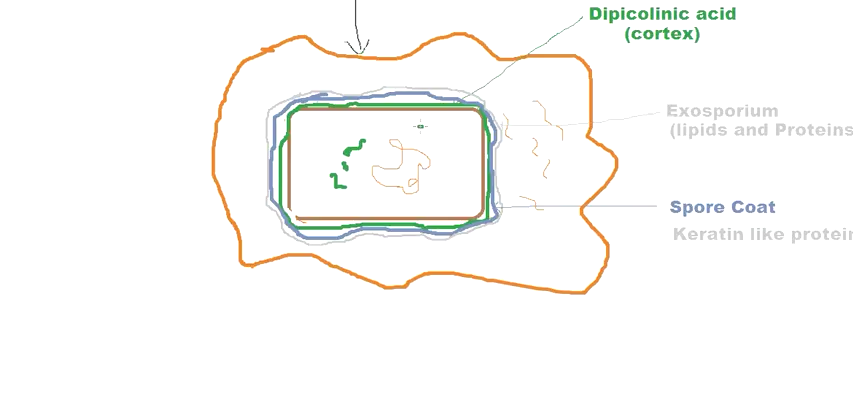 Dipicolinic acid
(cortex)
Exosporium
(lipids and Proteins
Spore Coat
Keratin like protein